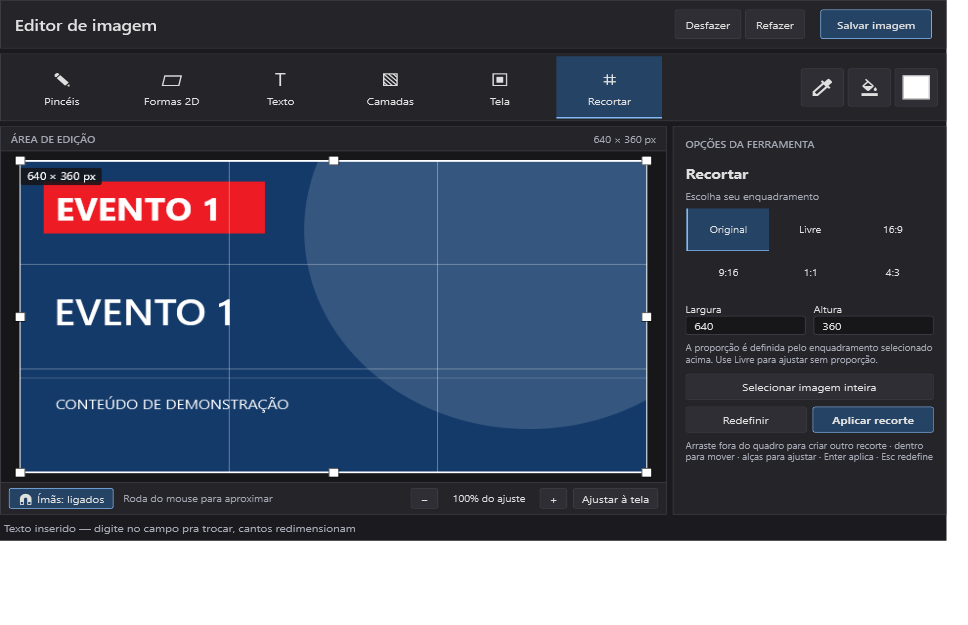 Editor de imagem
Desfazer
Refazer
Salvar imagem
Pincéis
Formas 2D
Texto
Camadas
Tela
Recortar
ÁREA DE EDIÇÃO
640 × 360 px
640 × 360 px
EVENTO 1
EVENTO 1
CONTEÚDO DE DEMONSTRAÇÃO
Ímãs: ligados
Roda do mouse para aproximar
−
100% do ajuste
+
Ajustar à tela
OPÇÕES DA FERRAMENTA
Recortar
Escolha seu enquadramento
Original
Livre
16:9
9:16
1:1
4:3
Largura
Altura
640
360
A proporção é definida pelo enquadramento selecionado
acima. Use Livre para ajustar sem proporção.
Selecionar imagem inteira
Redefinir
Aplicar recorte
Arraste fora do quadro para criar outro recorte · dentro
para mover · alças para ajustar · Enter aplica · Esc redefine
Texto inserido — digite no campo pra trocar, cantos redimensionam